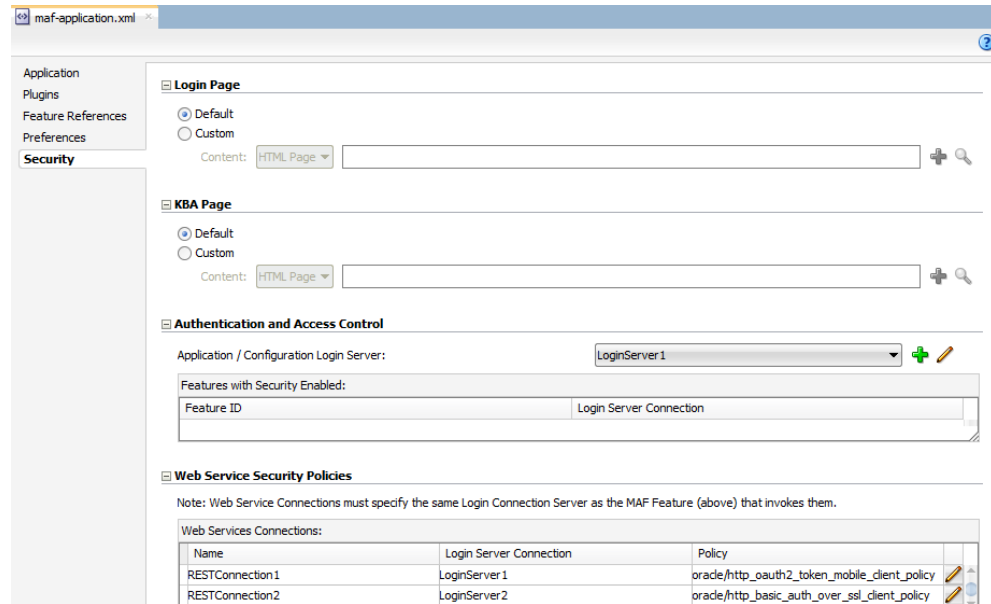 maf-application.xml
Application
Plugins
Feature References
Preferences
Security
Login Page
Default
Custom
Content: HTML Page
KBA Page
Default
Custom
Content: HTML Page
Authentication and Access Control
Application / Configuration Login Server: LoginServer1
Features with Security Enabled:
Feature ID Login Server Connection
Web Service Security Policies
Note: Web Service Connections must specify the same Login Connection Server as the MAF Feature (above) that invokes them.
Web Services Connections:
Name Login Server Connection Policy
RESTConnection1 LoginServer1 oracle/http_oauth2_token_mobile_client_policy
RESTConnection2 LoginServer2 oracle/http_basic_auth_over_ssl_client_policy